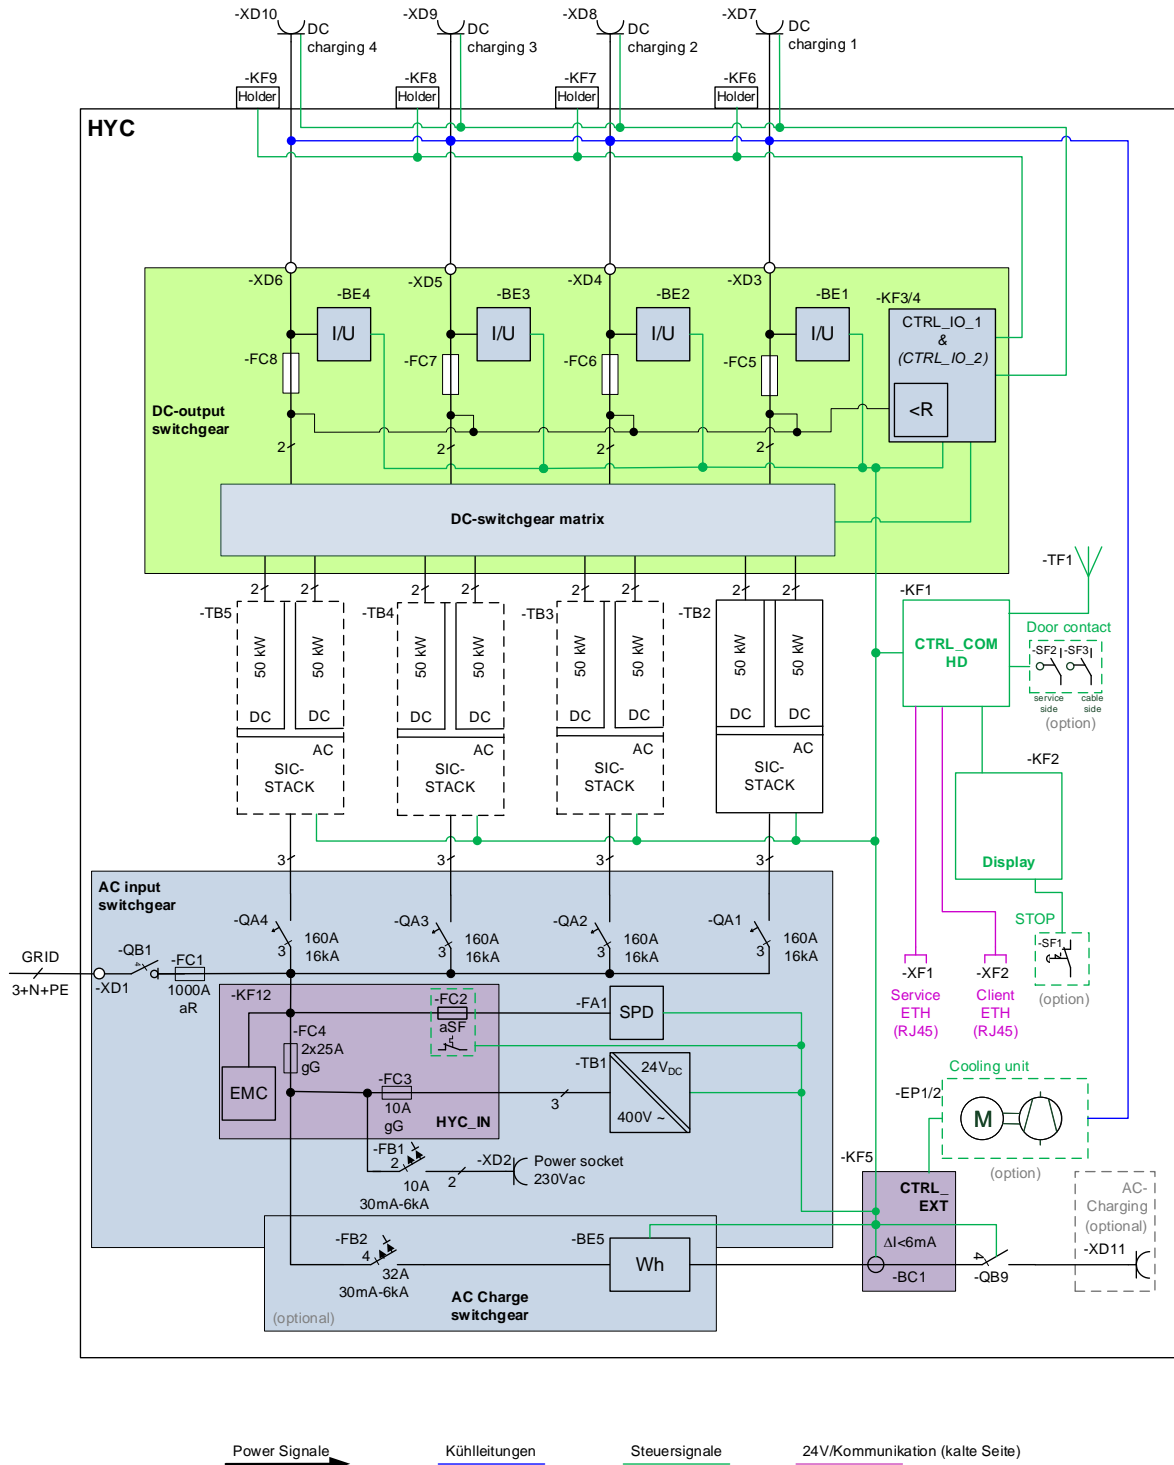 -XD10
DC
charging 4
-XD9
DC
charging 3
-XD8
DC
charging 2
-XD7
DC
charging 1
-KF9
Holder
-KF8
Holder
-KF7
Holder
-KF6
Holder
HYC
-XD6
-XD5
-XD4
-XD3
-BE4
I/U
-BE3
I/U
-BE2
I/U
-BE1
I/U
-KF3/4
CTRL_IO_1
&
(CTRL_IO_2)
<R
-FC8
-FC7
-FC6
-FC5
DC-output
switchgear
2
2
2
2
DC-switchgear matrix
2
2
2
2
2
2
2
2
-TB5
50 kW
50 kW
DC
DC
AC
SIC-
STACK
-TB4
50 kW
50 kW
DC
DC
AC
SIC-
STACK
-TB3
50 kW
50 kW
DC
DC
AC
SIC-
STACK
-TB2
50 kW
50 kW
DC
DC
AC
SIC-
STACK
-TF1
-KF1
CTRL_COM
HD
Door contact
-SF2
-SF3
service
side
cable
side
(option)
-KF2
Display
STOP
-SF1
(option)
-XF1
Service
ETH
(RJ45)
-XF2
Client
ETH
(RJ45)
3
3
3
3
AC input
switchgear
-QA4
3
160A
16kA
-QA3
3
160A
16kA
-QA2
3
160A
16kA
-QA1
3
160A
16kA
GRID
3+N+PE
-XD1
-QB1
4
-FC1
1000A
aR
-KF12
-FC2
aSF
-FA1
SPD
-FC4
2x25A
gG
EMC
-FC3
10A
gG
HYC_IN
3
-TB1
24VDC
400V ~
-FB1
2
10A
30mA-6kA
2
-XD2
Power socket
230Vac
Cooling unit
-EP1/2
M
(option)
-KF5
CTRL_
EXT
ΔI<6mA
-BC1
4
-QB9
AC-
Charging
(optional)
-XD11
-FB2
4
32A
30mA-6kA
-BE5
Wh
AC Charge
switchgear
(optional)
Power Signale
Kühlleitungen
Steuersignale
24V/Kommunikation (kalte Seite)